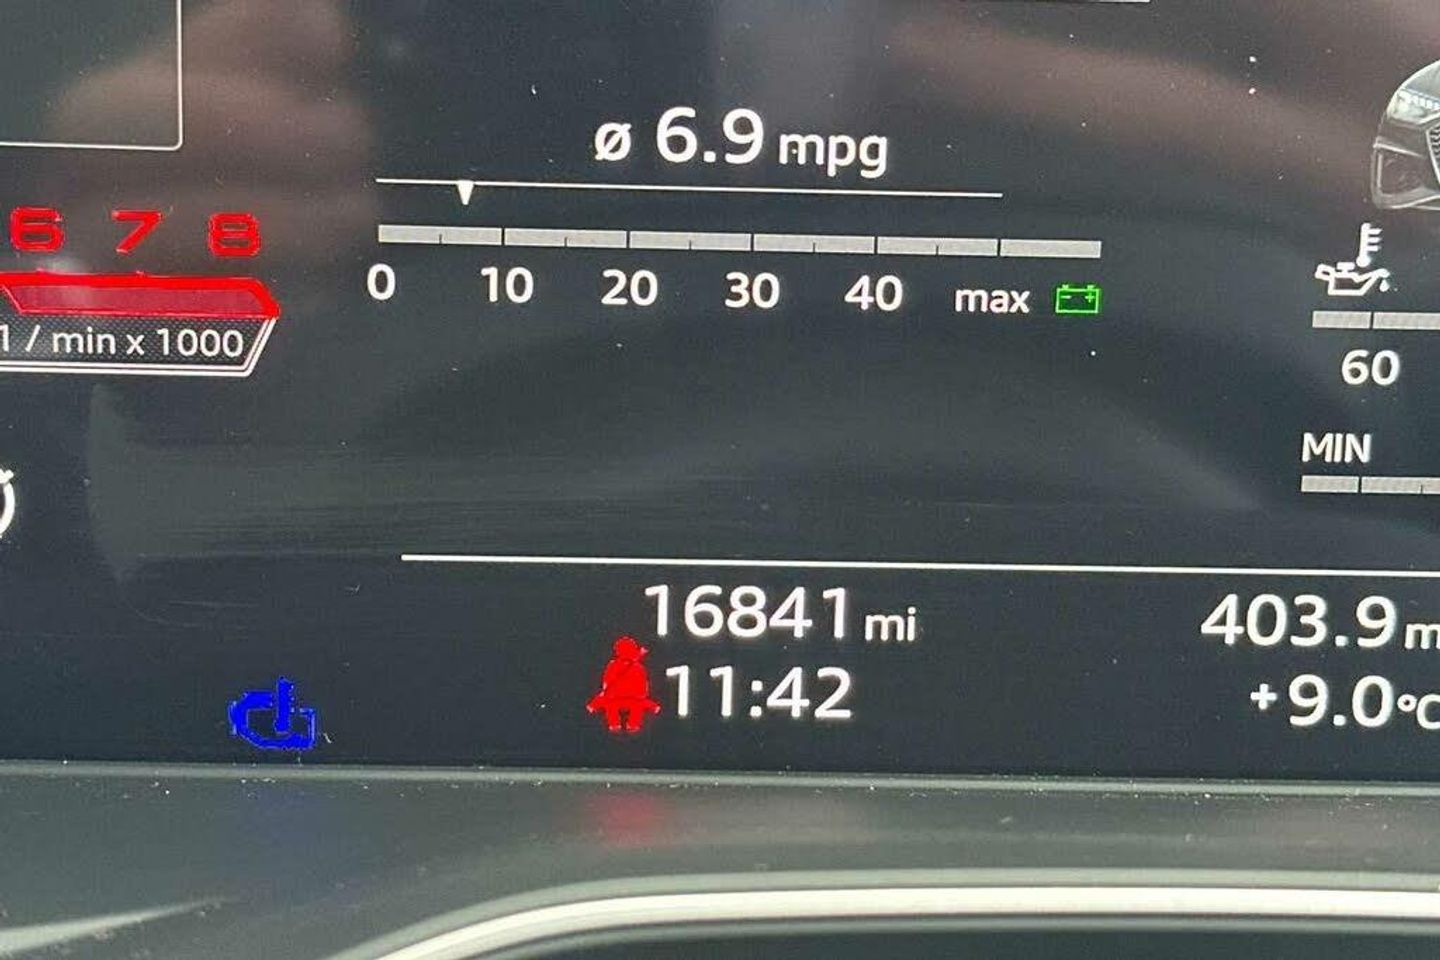 ø 6.9 mpg
6 7 8
0 10 20 30 40 max
1 / min x 1000
60
MIN
16841 mi
403.9
11:42
+9.0°C